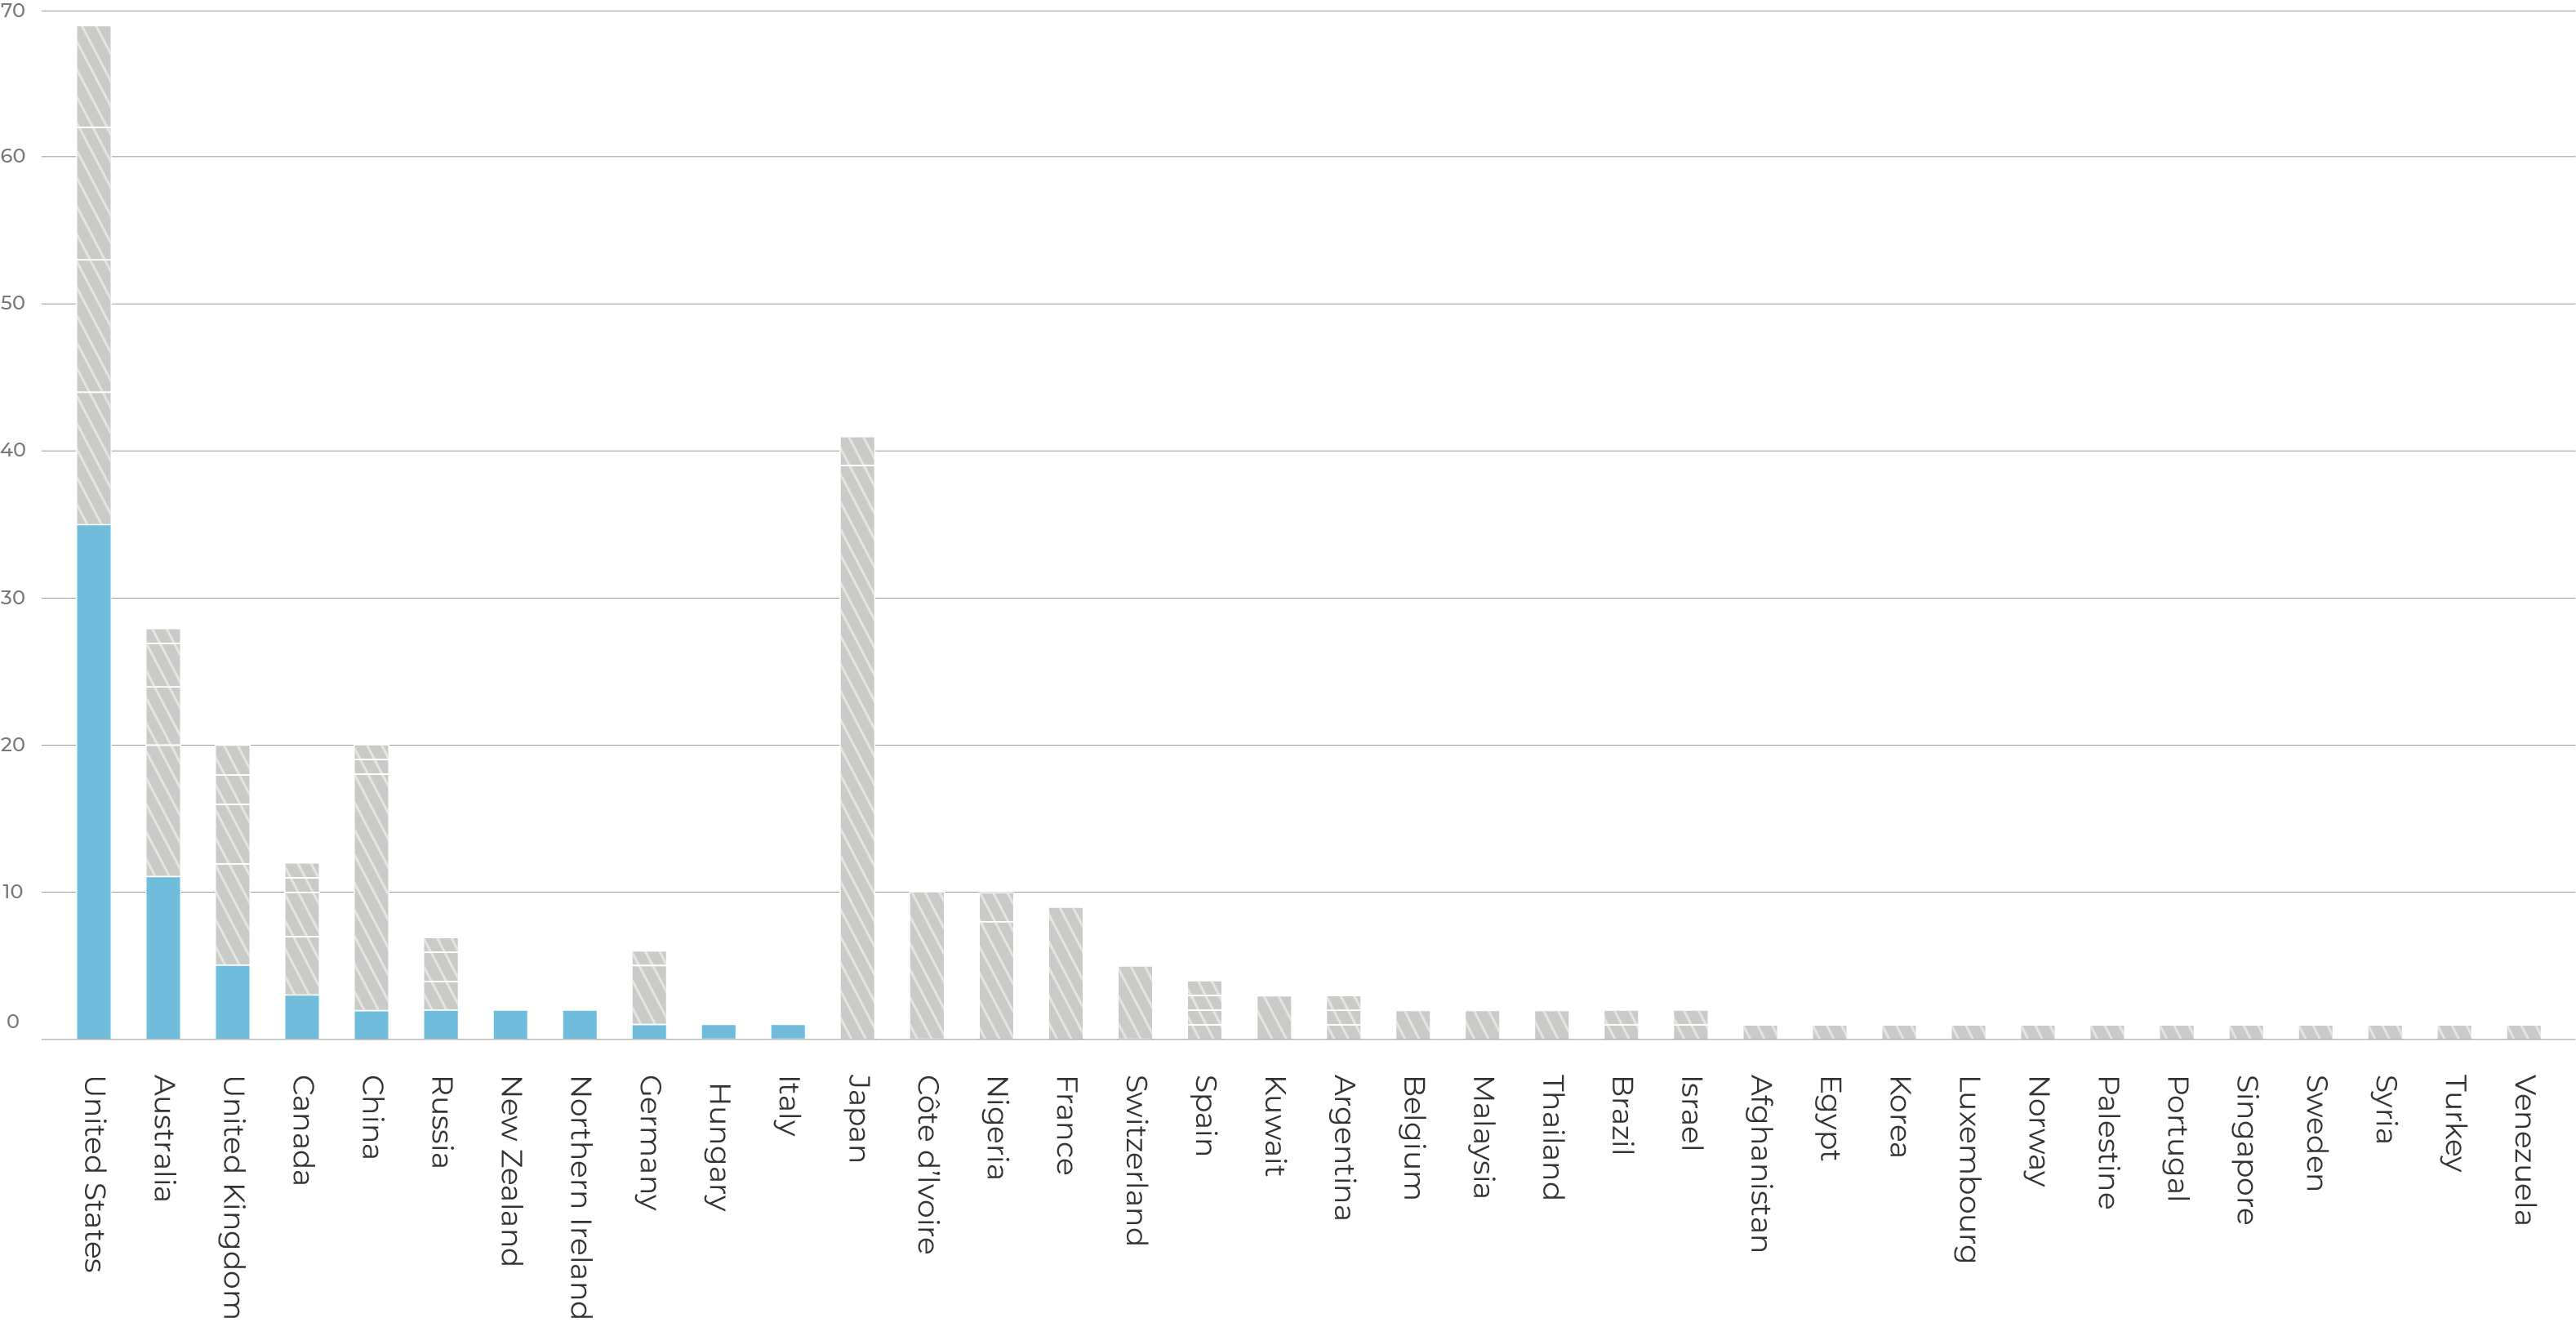 70
60
50
40
30
20
10
0
United States
Australia
United Kingdom
Canada
China
Russia
New Zealand
Northern Ireland
Germany
Hungary
Italy
Japan
Côte d’Ivoire
Nigeria
France
Switzerland
Spain
Kuwait
Argentina
Belgium
Malaysia
Thailand
Brazil
Israel
Afghanistan
Egypt
Korea
Luxembourg
Norway
Palestine
Portugal
Singapore
Sweden
Syria
Turkey
Venezuela